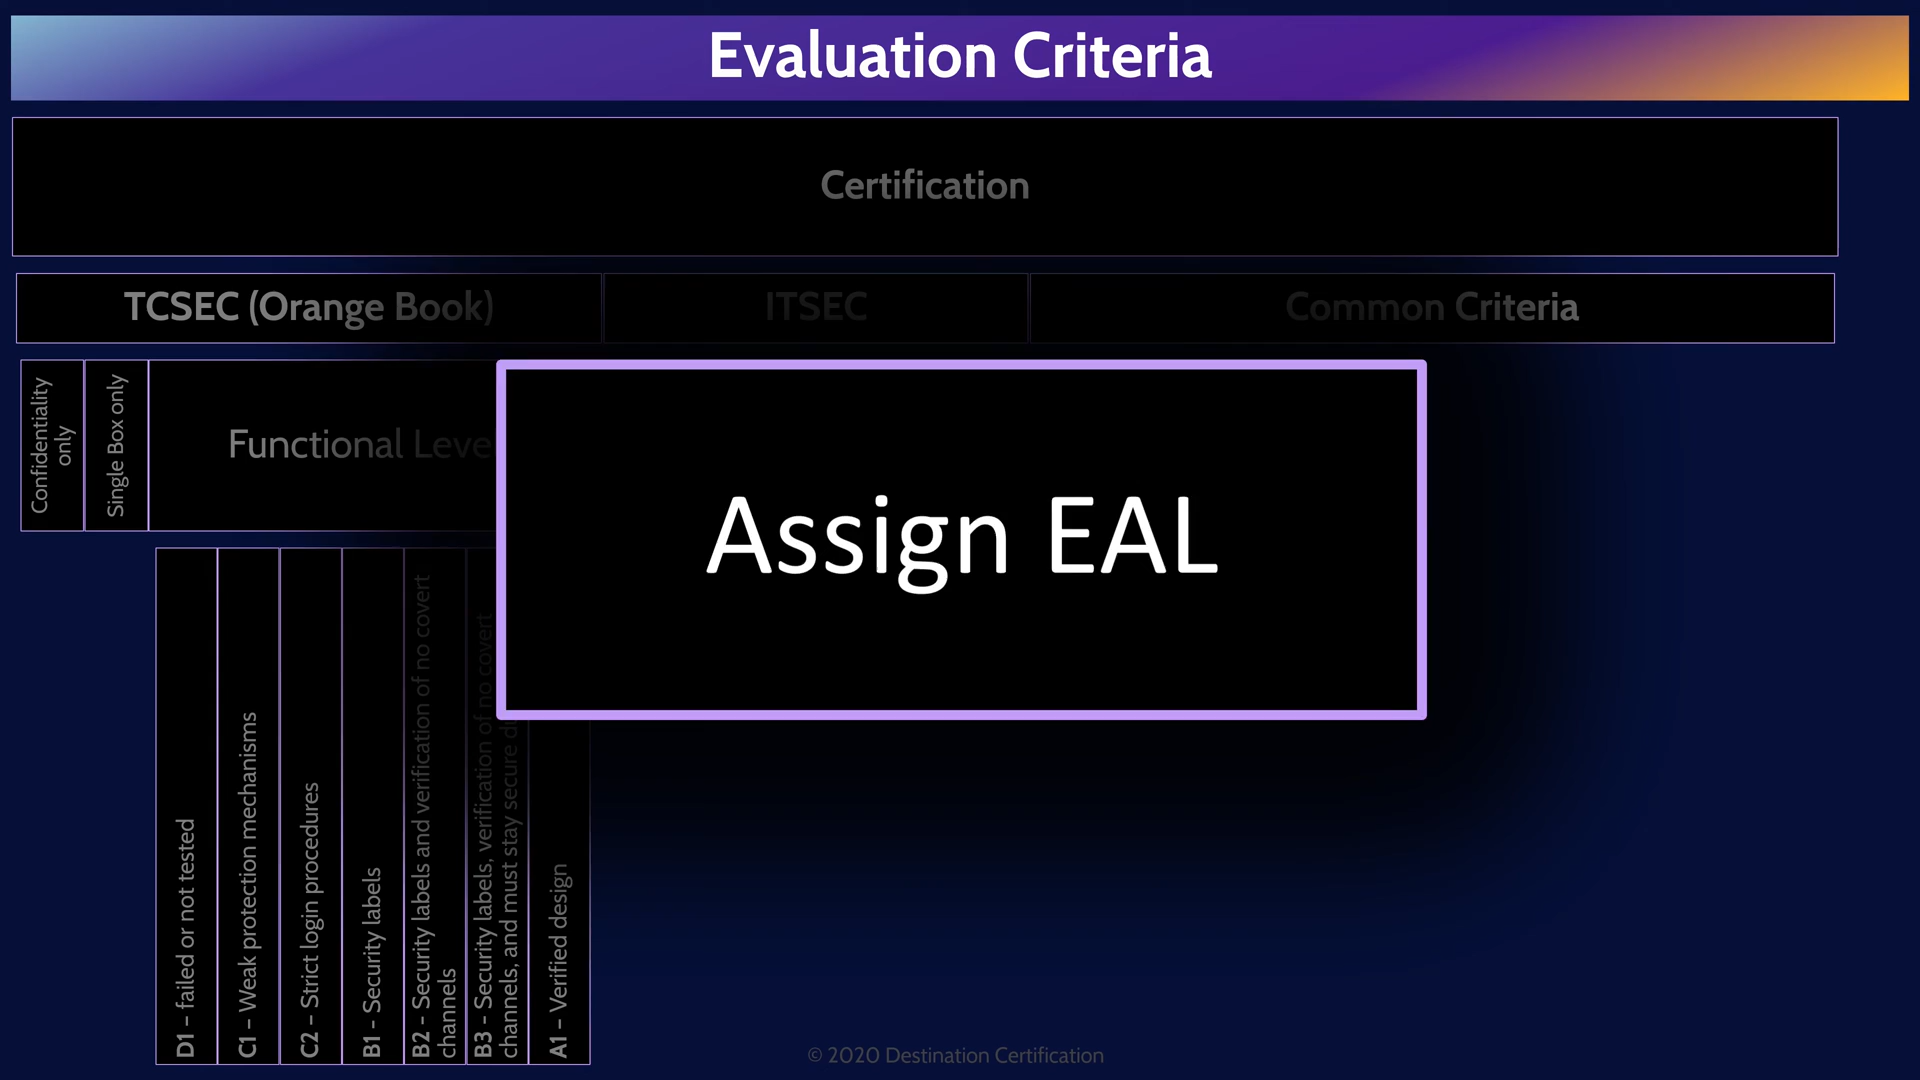 Evaluation Criteria
Certification
TCSEC (Orange Book)
ITSEC
Common Criteria
Confidentiality
only
Single Box only
Functional Leve
Assign EAL
D1 – failed or not tested
C1 – Weak protection mechanisms
C2 – Strict login procedures
B1 - Security labels
B2 - Security labels and verification of no covert
channels
B3 - Security labels, verification of no covert
channels, and must stay secure du
A1 – Verified design
© 2020 Destination Certification